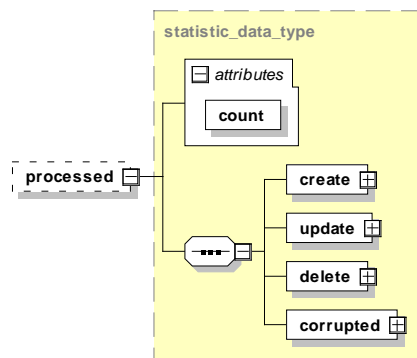 statistic_data_type
attributes
count
processed
create
update
delete
corrupted